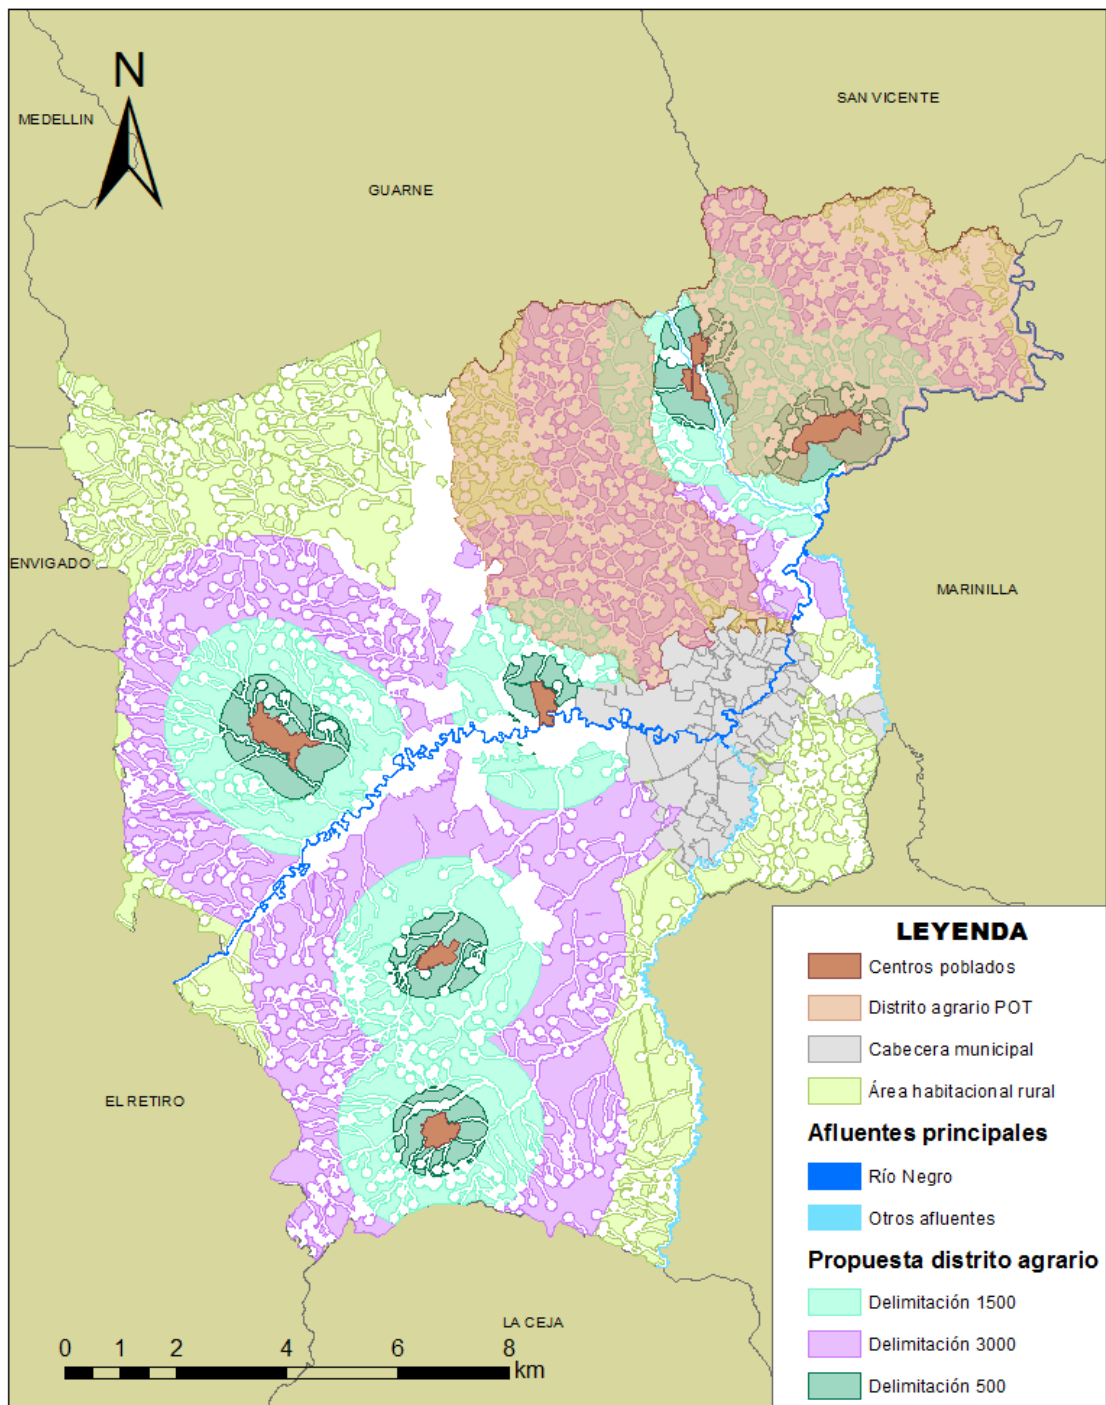 N
MEDELLIN
SAN VICENTE
GUARNE
ENVIGADO
MARINILLA
EL RETIRO
LA CEJA
0 1 2 4 6 8
km
LEYENDA
Centros poblados
Distrito agrario POT
Cabecera municipal
Área habitacional rural
Afluentes principales
Río Negro
Otros afluentes
Propuesta distrito agrario
Delimitación 1500
Delimitación 3000
Delimitación 500